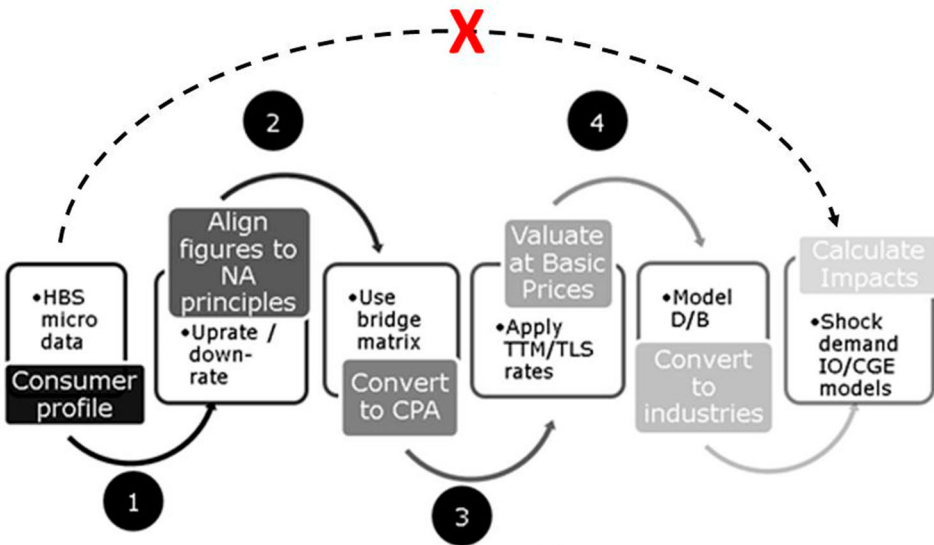 X
2
4
Align
figures to
NA
principles
Valuate
at Basic
Prices
Calculate
Impacts
•HBS
micro
data
Consumer
profile
•Uprate /
down-
rate
•Use
bridge
matrix
Convert
to CPA
•Apply
TTM/TLS
rates
•Model
D/B
Convert
to
industries
•Shock
demand
IO/CGE
models
1
3